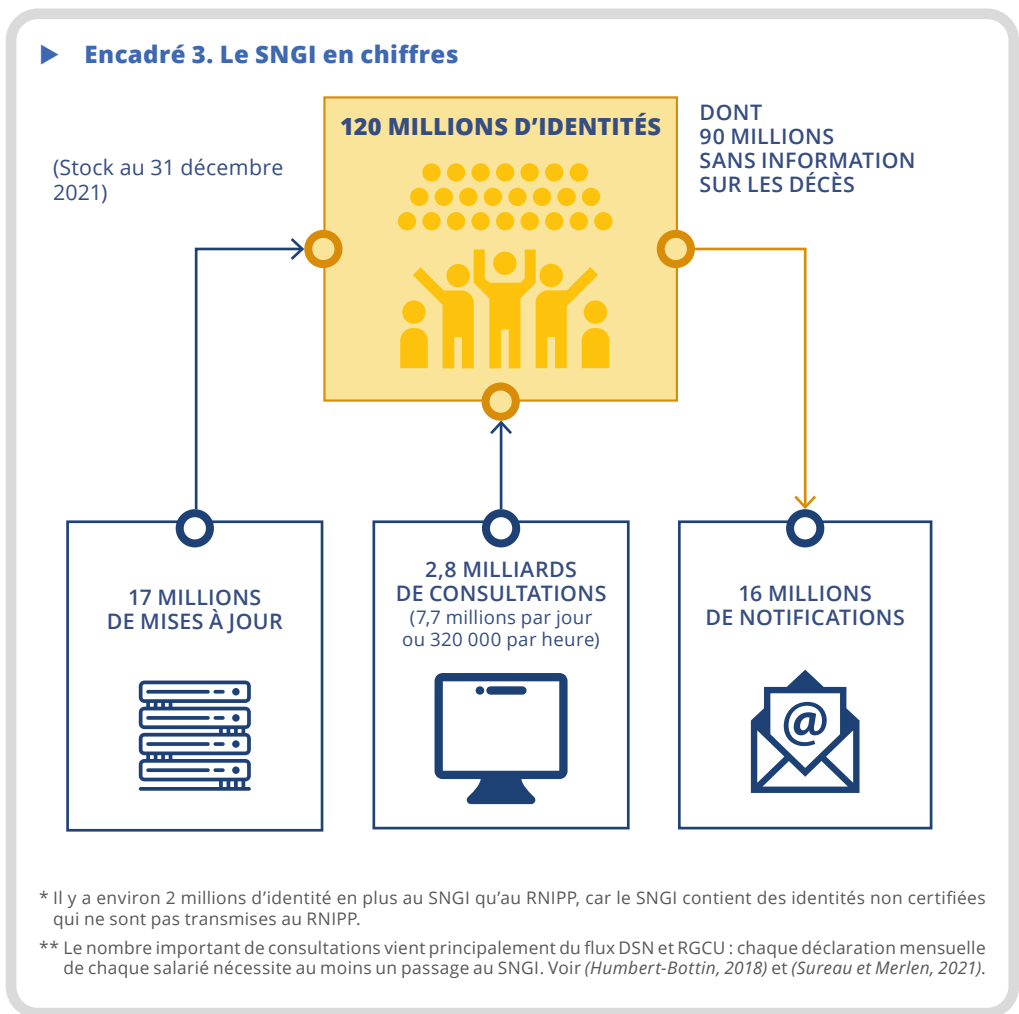 Encadré 3. Le SNGI en chiffres
(Stock au 31 décembre
2021)
120 MILLIONS D’IDENTITÉS
DONT
90 MILLIONS
SANS INFORMATION
SUR LES DÉCÈS
17 MILLIONS
DE MISES À JOUR
2,8 MILLIARDS
DE CONSULTATIONS
(7,7 millions par jour
ou 320 000 par heure)
16 MILLIONS
DE NOTIFICATIONS
@
* Il y a environ 2 millions d’identité en plus au SNGI qu’au RNIPP, car le SNGI contient des identités non certifiées
qui ne sont pas transmises au RNIPP.
** Le nombre important de consultations vient principalement du flux DSN et RGCU : chaque déclaration mensuelle
de chaque salarié nécessite au moins un passage au SNGI. Voir (Humbert-Bottin, 2018) et (Sureau et Merlen, 2021).